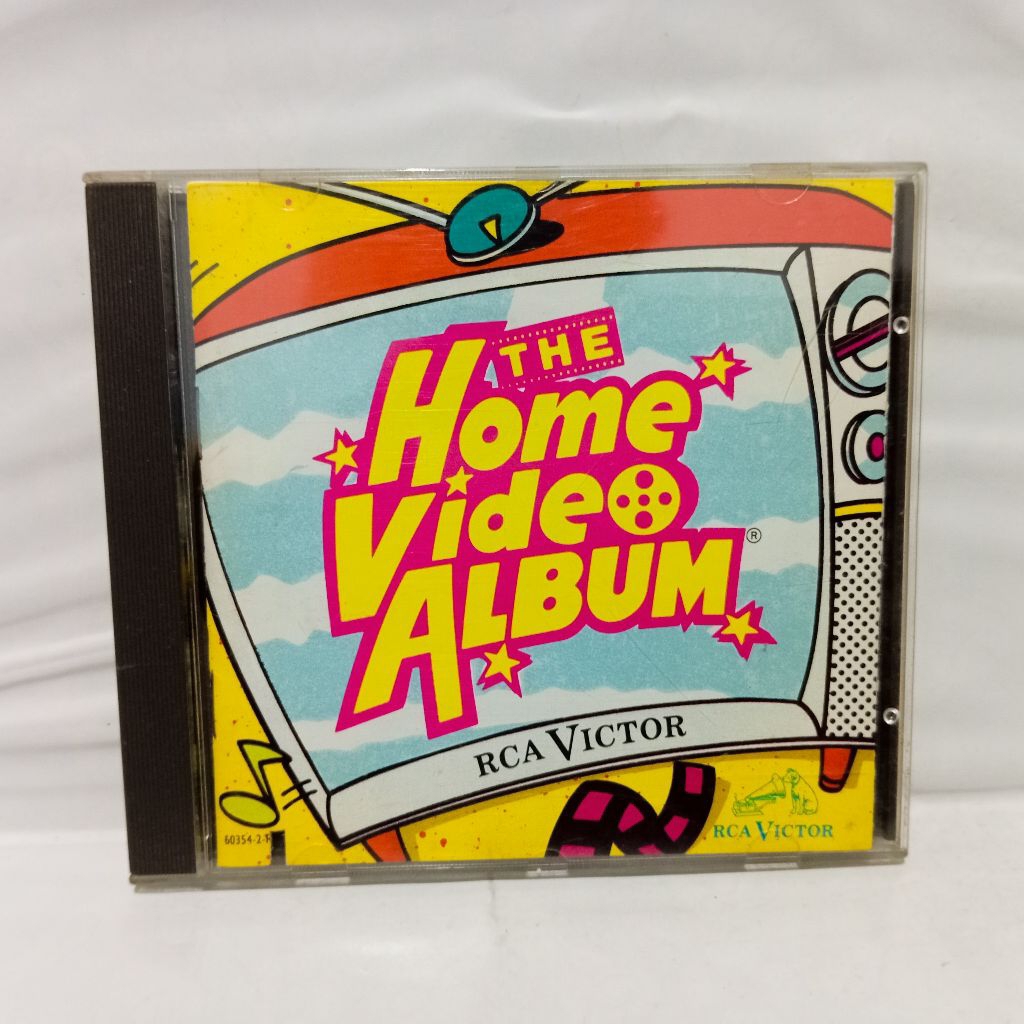 THE
Home
Video
ALBUM®
RCA VICTOR
60354-2-R
RCA VICTOR